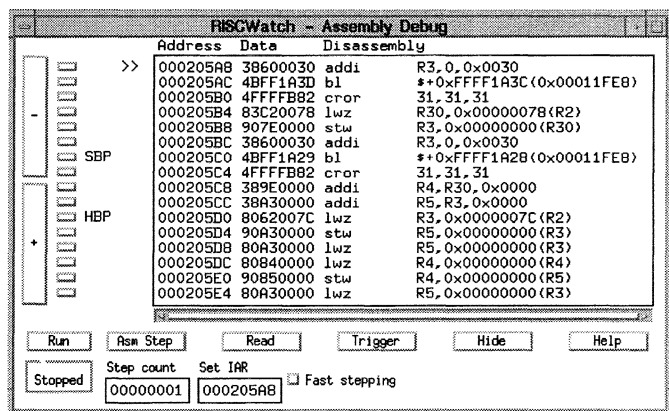 RISCWatch - Assembly Debug
Address Data Disassembly
>> 000205A8 38600030 addi R3,0,0x0030
000205AC 4BFF1A3D bl $+0xFFFF1A3C(0x00011FE8)
000205B0 4FFFFB82 cror 31,31,31
000205B4 83C20078 lwz R30,0x00000078(R2)
000205B8 907E0000 stw R3,0x00000000(R30)
000205BC 38600030 addi R3,0,0x0030
SBP 000205C0 4BFF1A29 bl $+0xFFFF1A28(0x00011FE8)
000205C4 4FFFFB82 cror 31,31,31
000205C8 389E0000 addi R4,R30,0x0000
000205CC 38A30000 addi R5,R3,0x0000
HBP 000205D0 8062007C lwz R3,0x0000007C(R2)
000205D4 90A30000 stw R5,0x00000000(R3)
000205D8 80A30000 lwz R5,0x00000000(R3)
000205DC 80840000 lwz R4,0x00000000(R4)
000205E0 90850000 stw R4,0x00000000(R5)
000205E4 80A30000 lwz R5,0x00000000(R3)
- 
+
Run Asm Step Read Trigger Hide Help
Step count Set IAR
Stopped 00000001 000205A8 Fast stepping